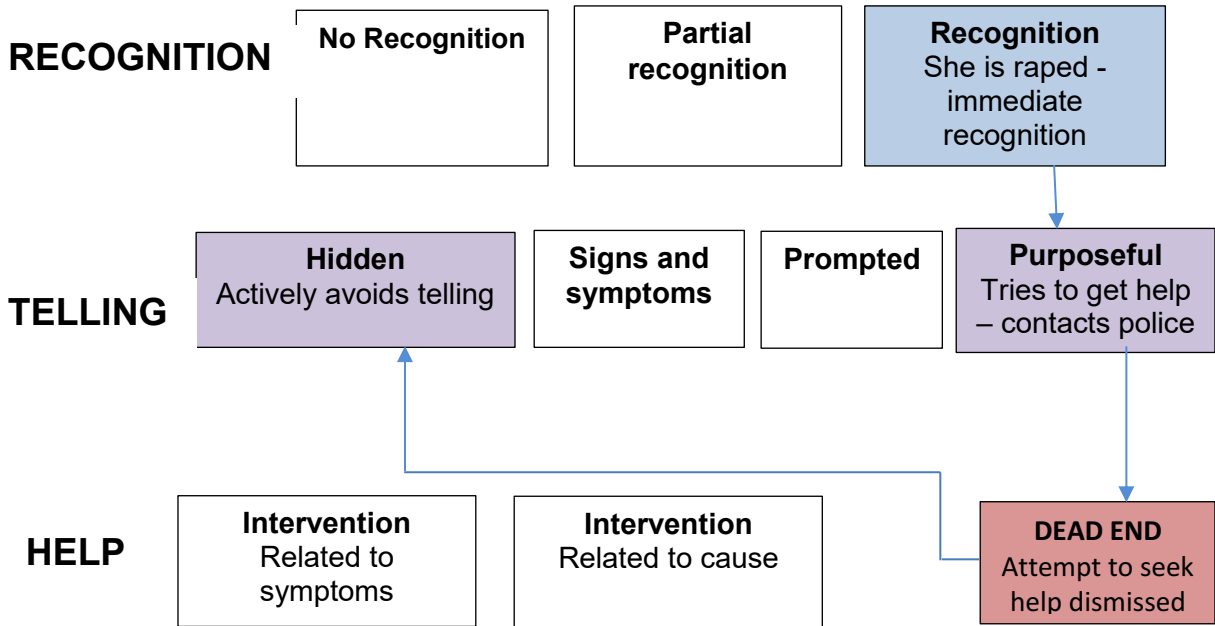 RECOGNITION
No Recognition
Partial
recognition
Recognition
She is raped -
immediate
recognition
TELLING
Hidden
Actively avoids telling
Signs and
symptoms
Prompted
Purposeful
Tries to get help
– contacts police
HELP
Intervention
Related to
symptoms
Intervention
Related to cause
DEAD END
Attempt to seek
help dismissed